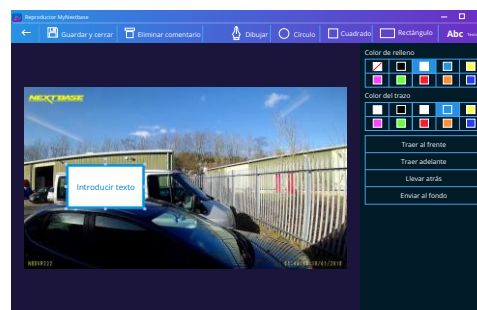 Reproductor MyNextbase
Guardar y cerrar
Eliminar comentario
Dibujar
Círculo
Cuadrado
Rectángulo
Abc
Color de relleno
Color del trazo
Traer al frente
Traer adelante
Llevar atrás
Enviar al fondo
NEXTBASE
Introducir texto